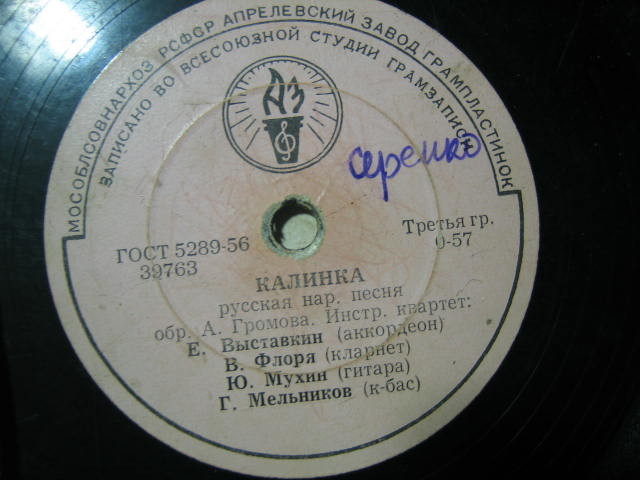 МОСОБЛСОВНАРХОЗ РСФСР АПРЕЛЕВСКИЙ ЗАВОД ГРАМПЛАСТИНОК
ЗАПИСАНО ВО ВСЕСОЮЗНОЙ СТУДИИ ГРАМЗАПИСИ
АЗ
ГОСТ 5289-56
39763
Третья гр.
0-57
КАЛИНКА
русская нар. песня
обр. А. Громова. Инстр. квартет:
Е. Выставкин (аккордеон)
В. Флоря (кларнет)
Ю. Мухин (гитара)
Г. Мельников (к-бас)